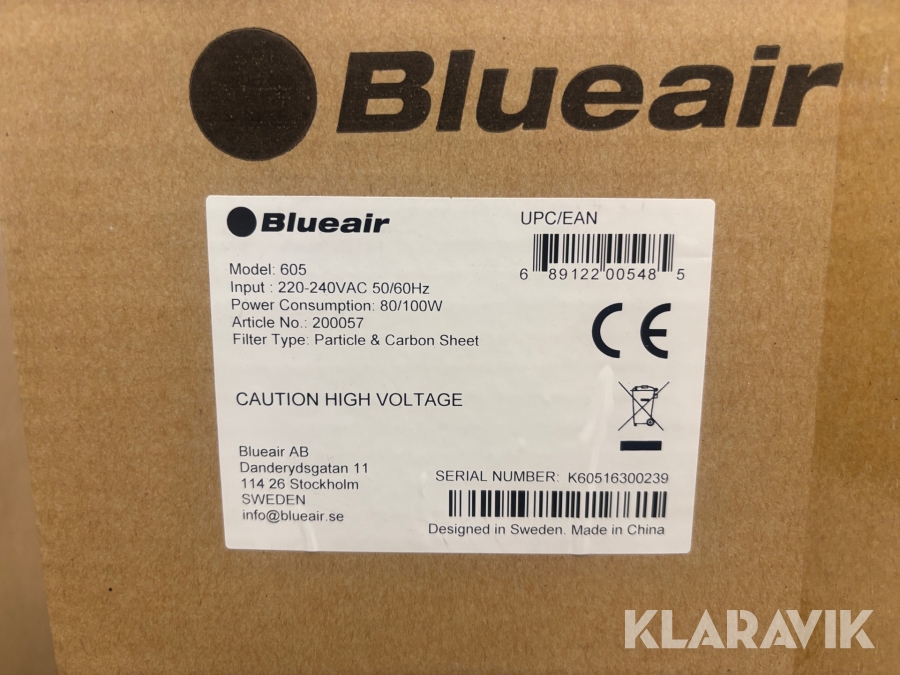 Blueair
Blueair
UPC/EAN
6 89122 00548 5
Model: 605
Input : 220-240VAC 50/60Hz
Power Consumption: 80/100W
Article No.: 200057
Filter Type: Particle & Carbon Sheet
CE
CAUTION HIGH VOLTAGE
Blueair AB
Danderydsgatan 11
114 26 Stockholm
SWEDEN
info@blueair.se
SERIAL NUMBER: K60516300239
Designed in Sweden. Made in China
KLARAVIK